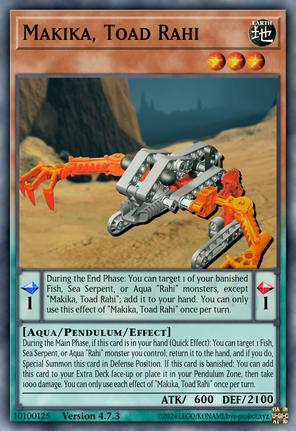 Makika, Toad Rahi
EARTH
地
During the End Phase: You can target 1 of your banished
Fish, Sea Serpent, or Aqua "Rahi" monsters, except
"Makika, Toad Rahi"; add it to your hand. You can only
use this effect of "Makika, Toad Rahi" once per turn.
1
1
[Aqua/Pendulum/Effect]
During the Main Phase, if this card is in your hand (Quick Effect): You can target 1 Fish,
Sea Serpent, or Aqua "Rahi" monster you control; return it to the hand, and if you do,
Special Summon this card in Defense Position. If this card is banished: You can add this
card to your Extra Deck face-up or place it in your Pendulum Zone, then take
1000 damage. You can only use each effect of "Makika, Toad Rahi" once per turn.
ATK/ 600 DEF/2100
10100125 Version 4.7.3 ©2024 LEGO/KONAMI/bye-project.xyz